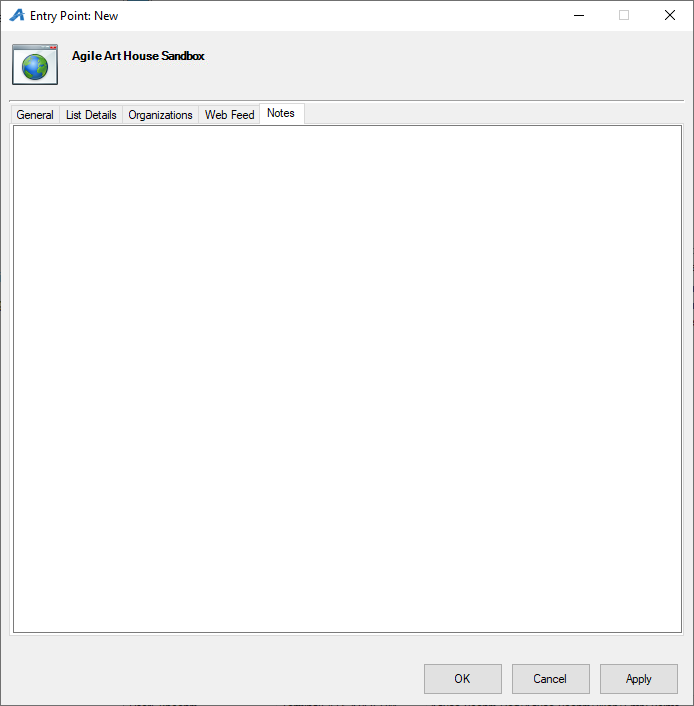 Entry Point: New
Agile Art House Sandbox
General List Details Organizations Web Feed Notes
OK Cancel Apply